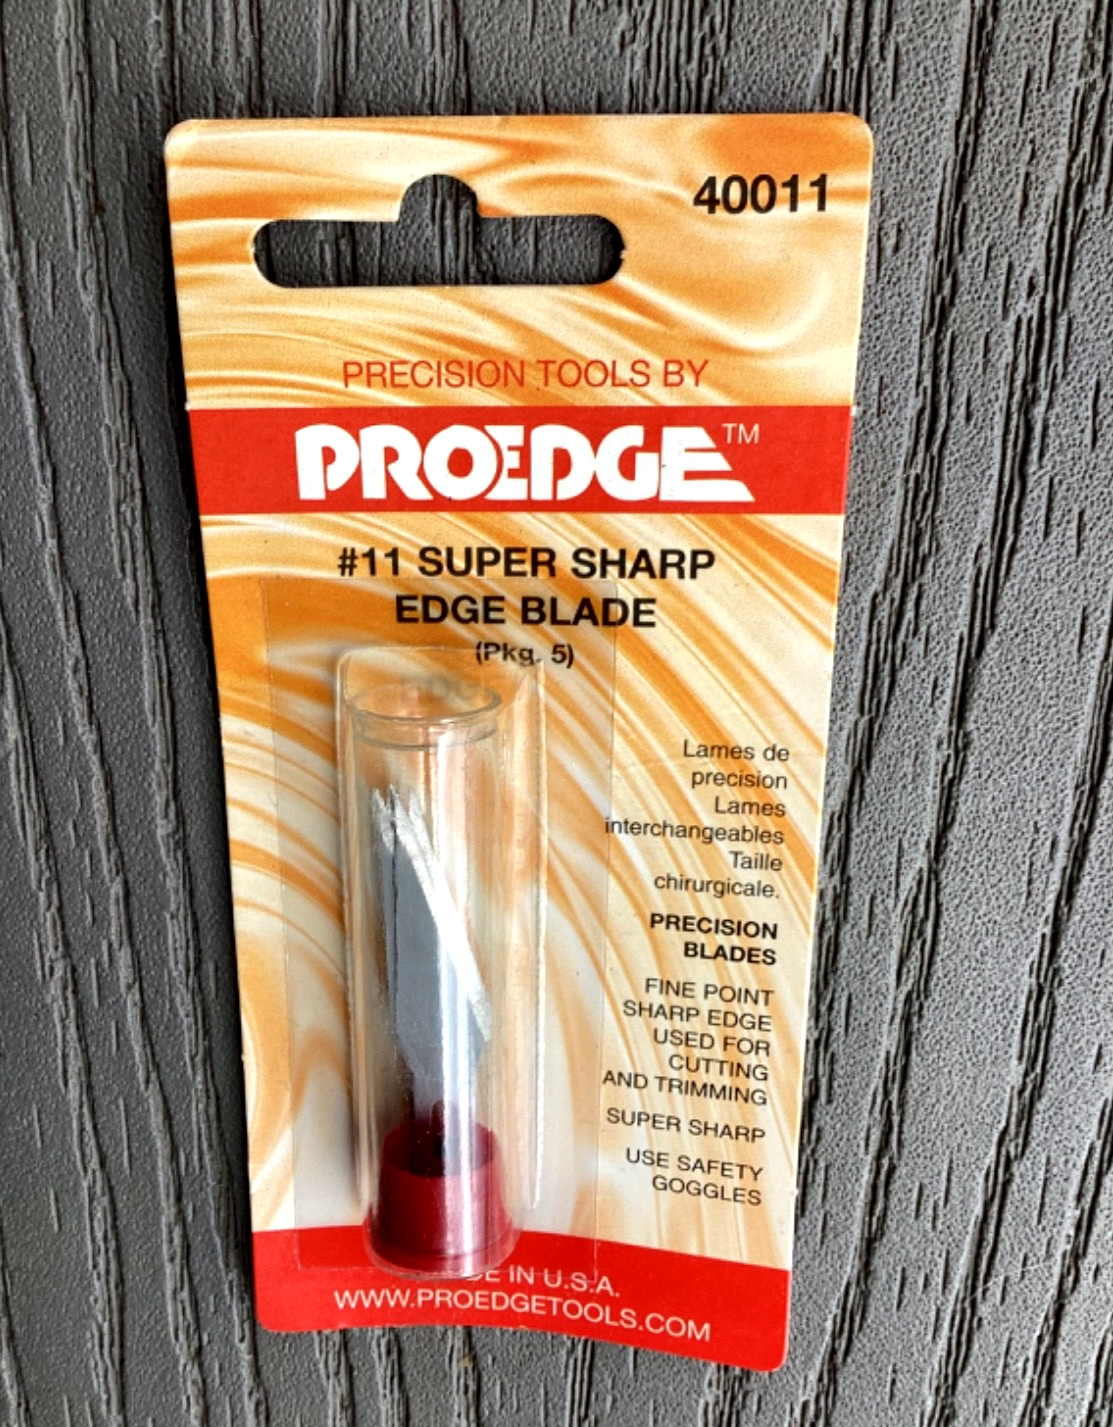 40011
PRECISION TOOLS BY
PROEDGE™
#11 SUPER SHARP
EDGE BLADE
(Pkg. 5)
Lames de
precision
Lames
interchangeables
Taille
chirurgicale.
PRECISION
BLADES
FINE POINT
SHARP EDGE
USED FOR
CUTTING
AND TRIMMING
SUPER SHARP
USE SAFETY
GOGGLES
IN U.S.A.
WWW.PROEDGETOOLS.COM